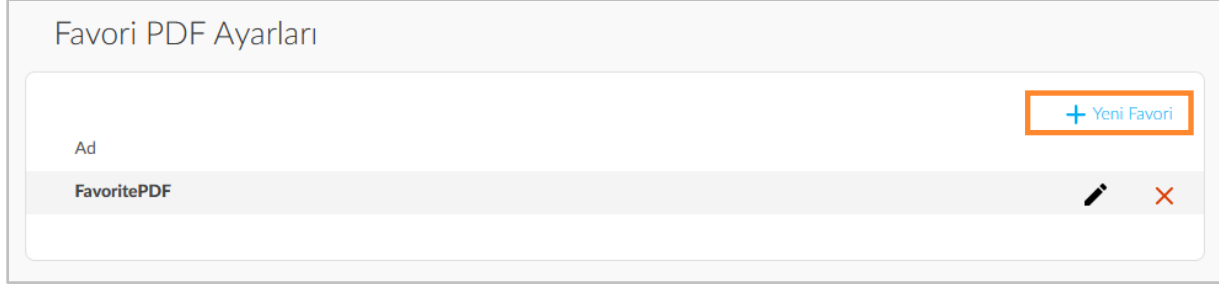 Favori PDF Ayarları
Yeni Favori
Ad
FavoritePDF